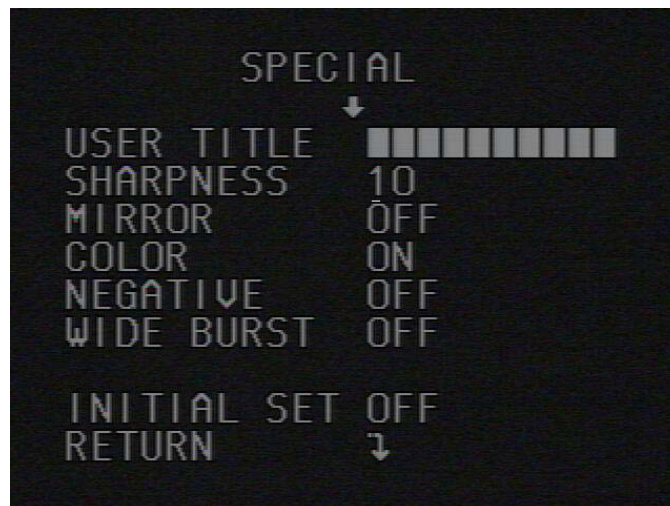 SPECIAL
USER TITLE
SHARPNESS 10
MIRROR OFF
COLOR ON
NEGATIVE OFF
WIDE BURST OFF
INITIAL SET OFF
RETURN